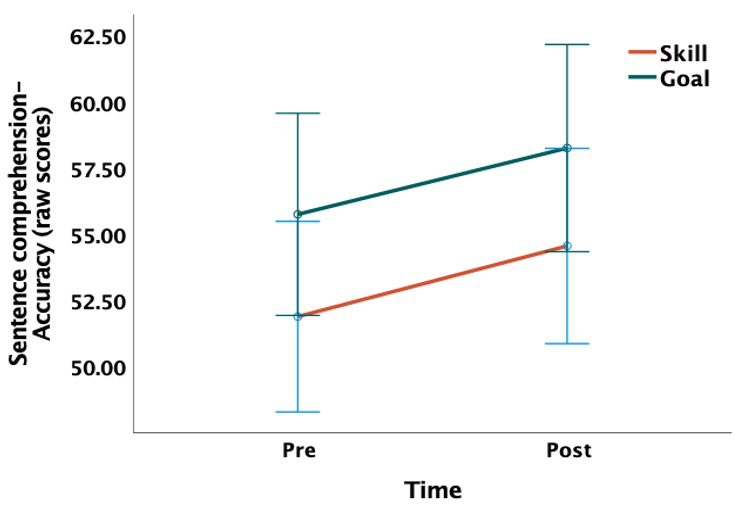 Sentence comprehension–
Accuracy (raw scores)
62.50
60.00
57.50
55.00
52.50
50.00
Skill
Goal
Pre
Post
Time